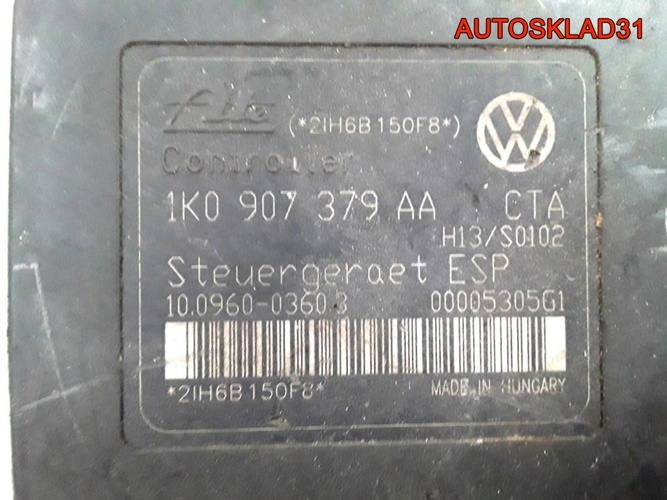 AUTOSKLAD31
Ate (*2IH6B150F8*)
Controller
1K0 907 379 AA CTA
H13/S0102
Steuergeraet ESP
10.0960-0360.3 00005305G1
*2IH6B150F8*
MADE IN HUNGARY